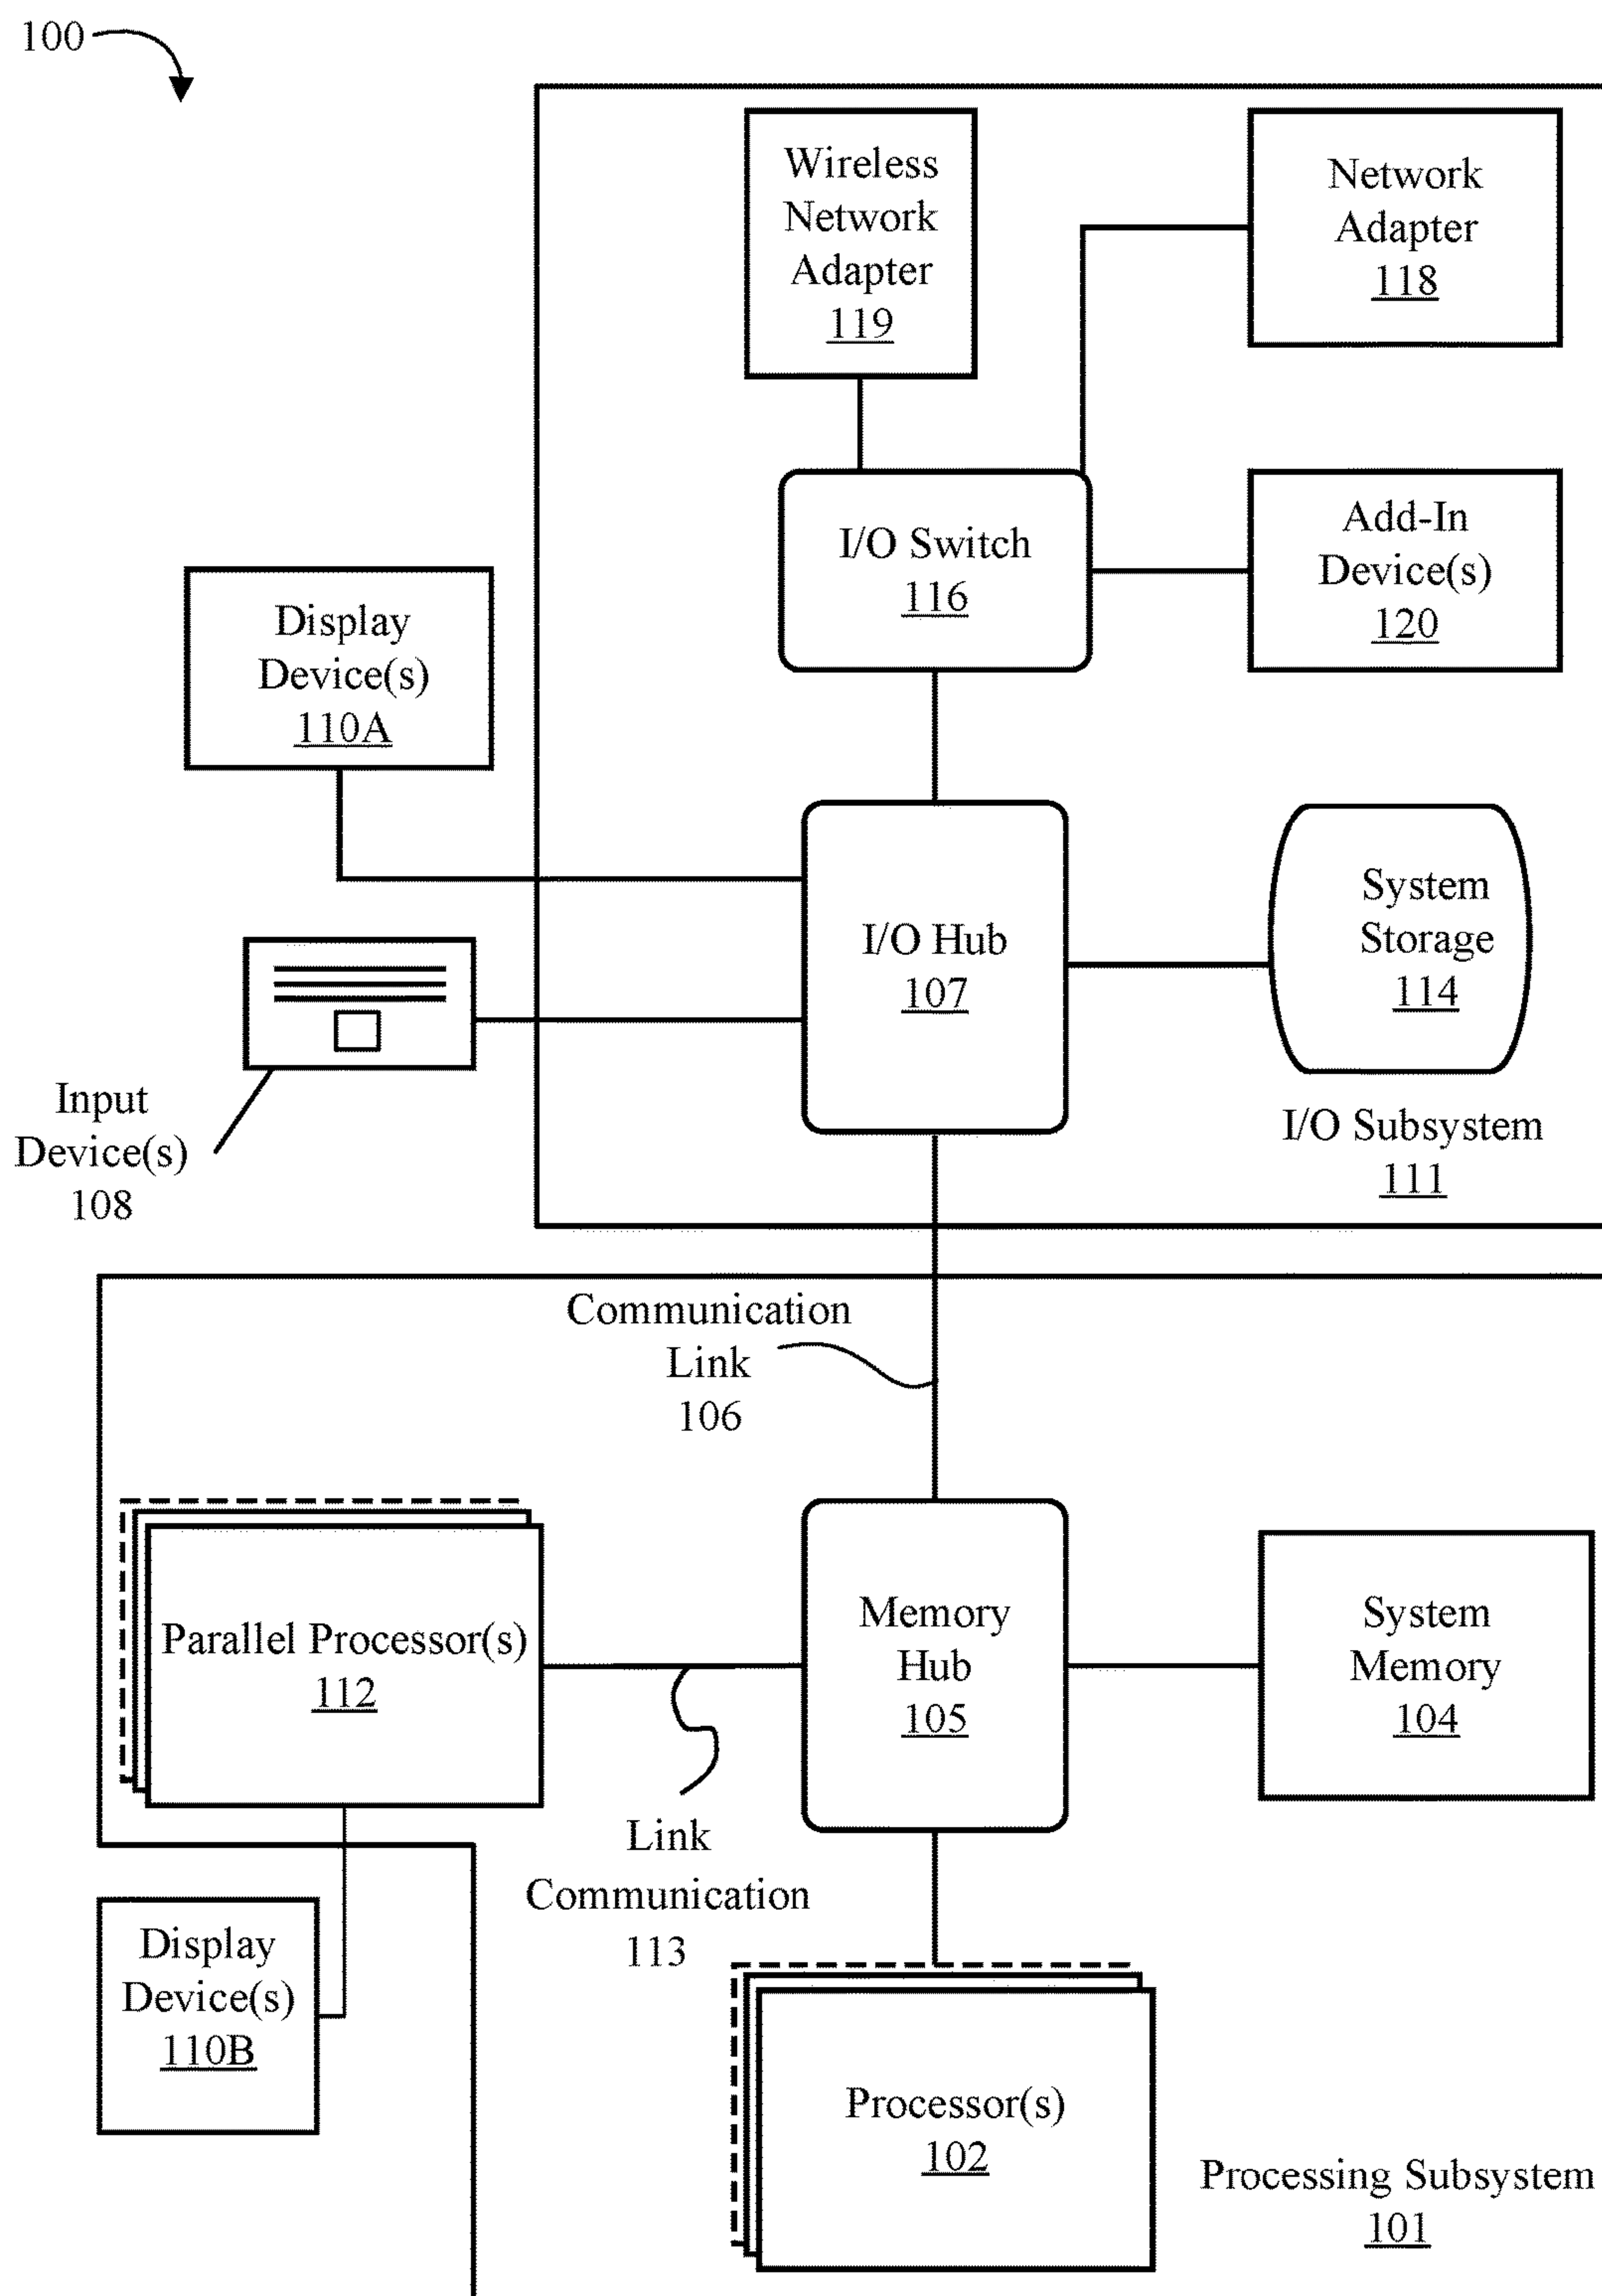 100
Wireless
Network
Adapter
119
Network
Adapter
118
I/O Switch
116
Add-In
Device(s)
120
Display
Device(s)
110A
I/O Hub
107
System
Storage
114
Input
Device(s)
108
I/O Subsystem
111
Communication
Link
106
Parallel Processor(s)
112
Memory
Hub
105
System
Memory
104
Link
Communication
113
Display
Device(s)
110B
Processor(s)
102
Processing Subsystem
101